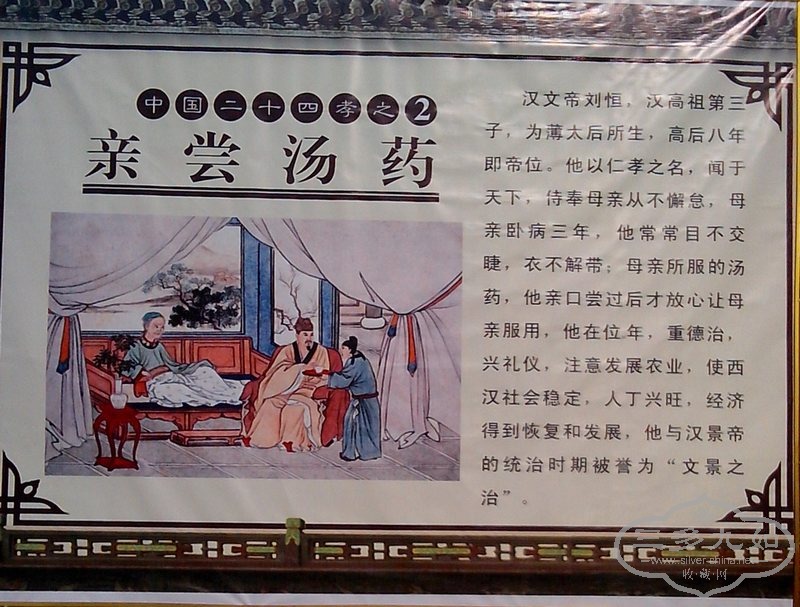 中国二十四孝之2
亲尝汤药
汉文帝刘恒，汉高祖第三
子，为薄太后所生，高后八年
即帝位。他以仁孝之名，闻于
天下，侍奉母亲从不懈怠，母
亲卧病三年，他常常目不交
睫，衣不解带；母亲所服的汤
药，他亲口尝过后才放心让母
亲服用，他在位年，重德治，
兴礼仪，注意发展农业，使西
汉社会稳定，人丁兴旺，经济
得到恢复和发展，他与汉景帝
的统治时期被誉为“文景之
治”。
www.silver-china.net
收·藏·网